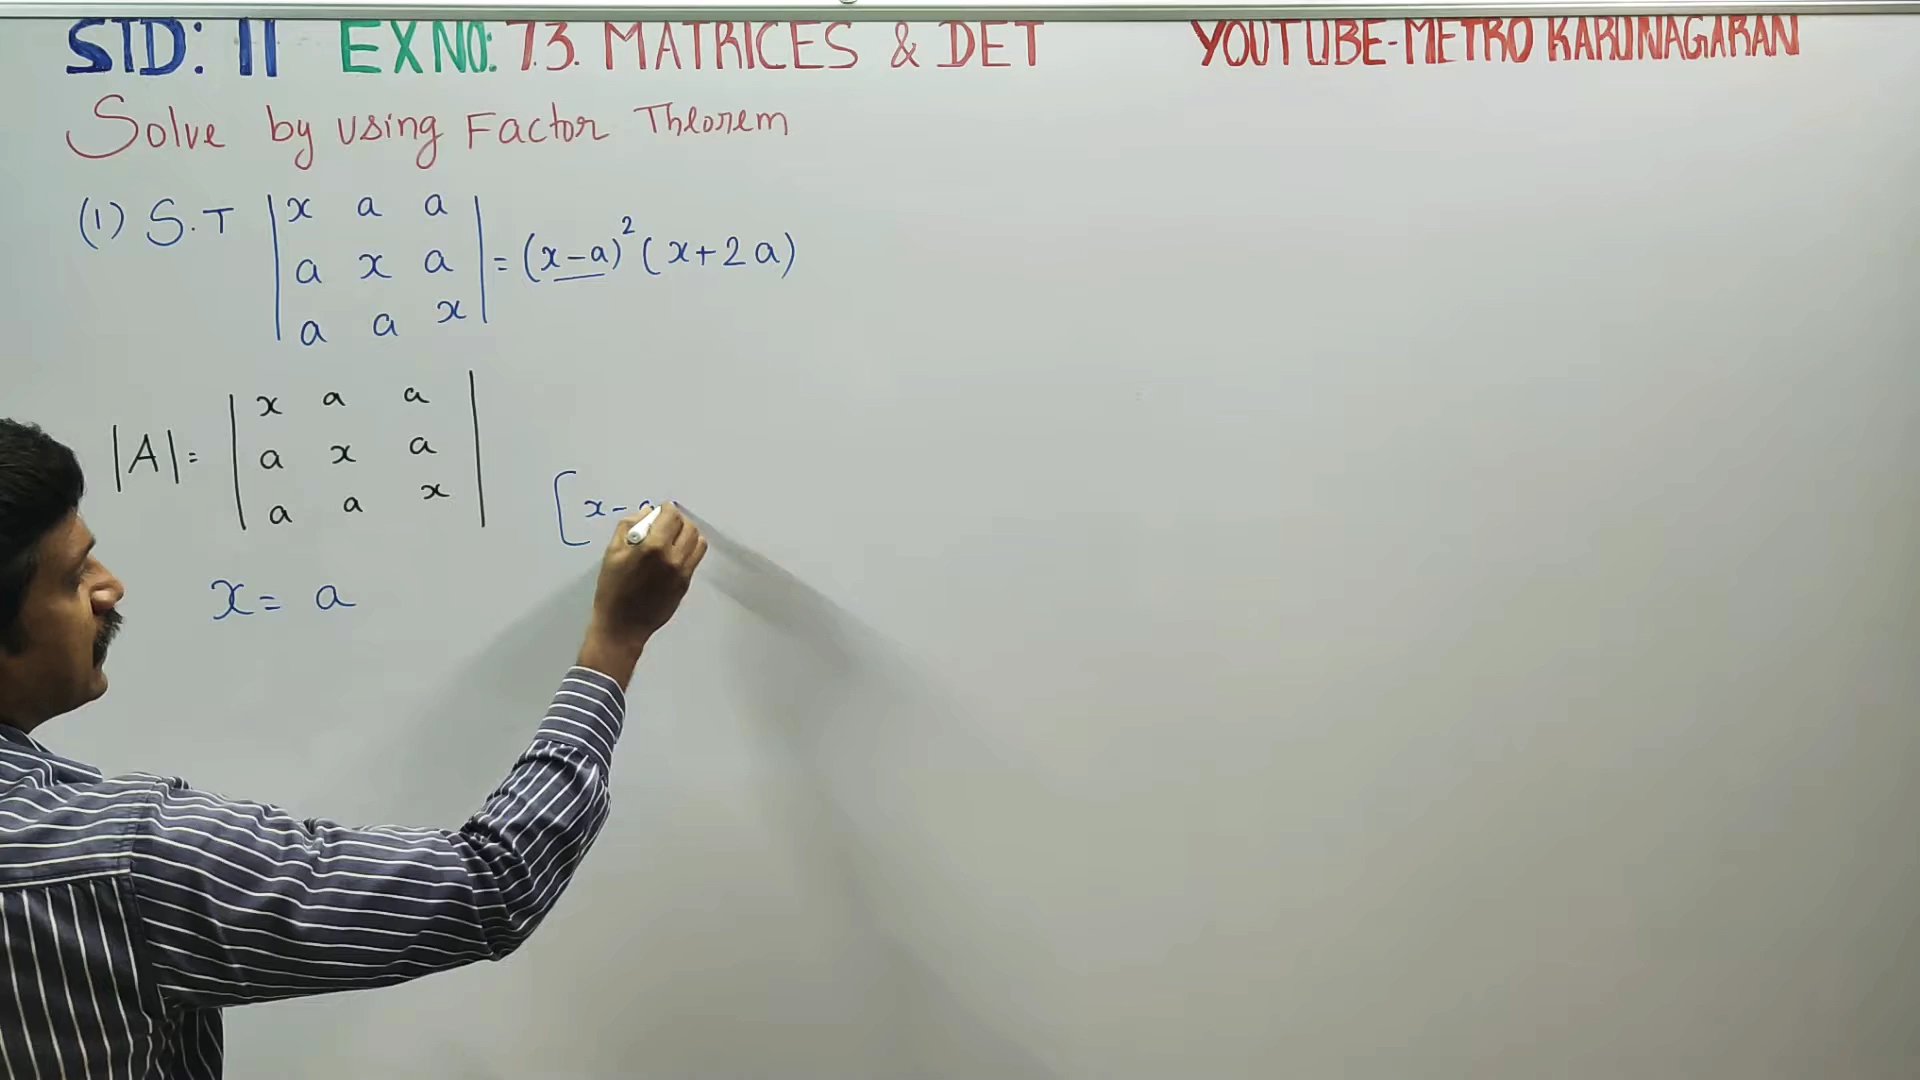 STD: 11 EX NO: 7.3. MATRICES & DET YOUTUBE-METRO KARUNAGARAN
Solve by using Factor Theorem
(1) S.T | x a a |
| a x a | = (x-a)² (x+2a)
| a a x |
| x a a |
|A| = | a x a |
| a a x |
[x-a
x = a